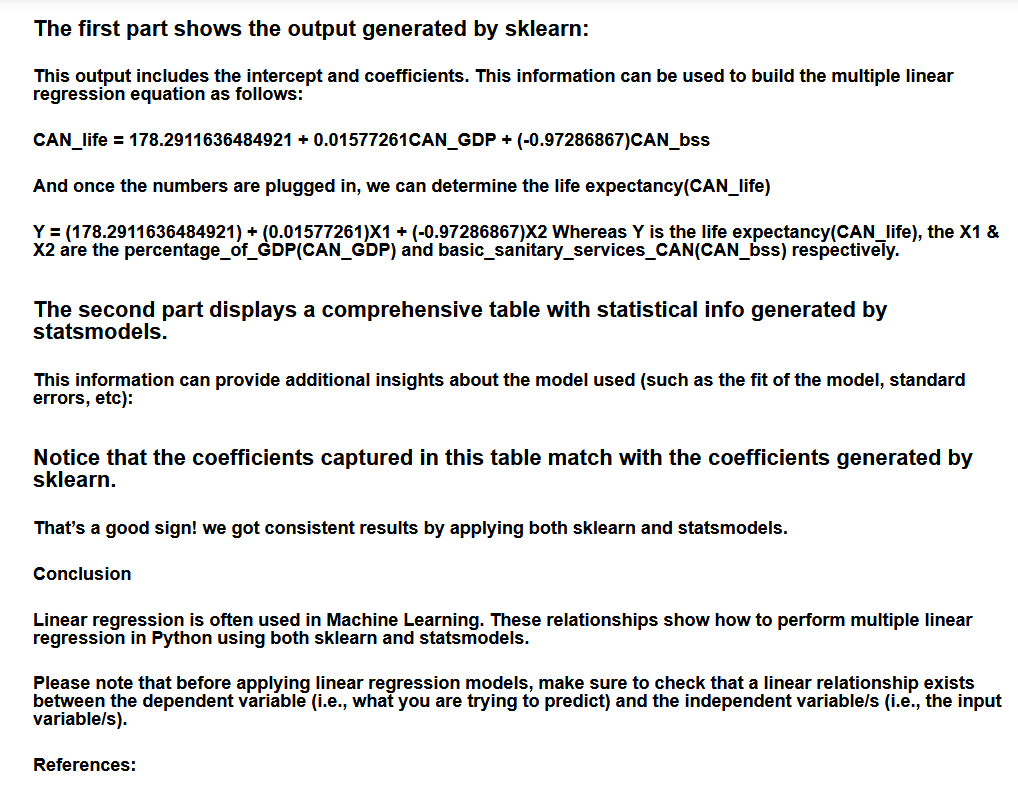 The first part shows the output generated by sklearn:
This output includes the intercept and coefficients. This information can be used to build the multiple linear
regression equation as follows:
CAN_life = 178.2911636484921 + 0.01577261CAN_GDP + (-0.97286867)CAN_bss
And once the numbers are plugged in, we can determine the life expectancy(CAN_life)
Y = (178.2911636484921) + (0.01577261)X1 + (-0.97286867)X2 Whereas Y is the life expectancy(CAN_life), the X1 &
X2 are the percentage_of_GDP(CAN_GDP) and basic_sanitary_services_CAN(CAN_bss) respectively.
The second part displays a comprehensive table with statistical info generated by
statsmodels.
This information can provide additional insights about the model used (such as the fit of the model, standard
errors, etc):
Notice that the coefficients captured in this table match with the coefficients generated by
sklearn.
That’s a good sign! we got consistent results by applying both sklearn and statsmodels.
Conclusion
Linear regression is often used in Machine Learning. These relationships show how to perform multiple linear
regression in Python using both sklearn and statsmodels.
Please note that before applying linear regression models, make sure to check that a linear relationship exists
between the dependent variable (i.e., what you are trying to predict) and the independent variable/s (i.e., the input
variable/s).
References: